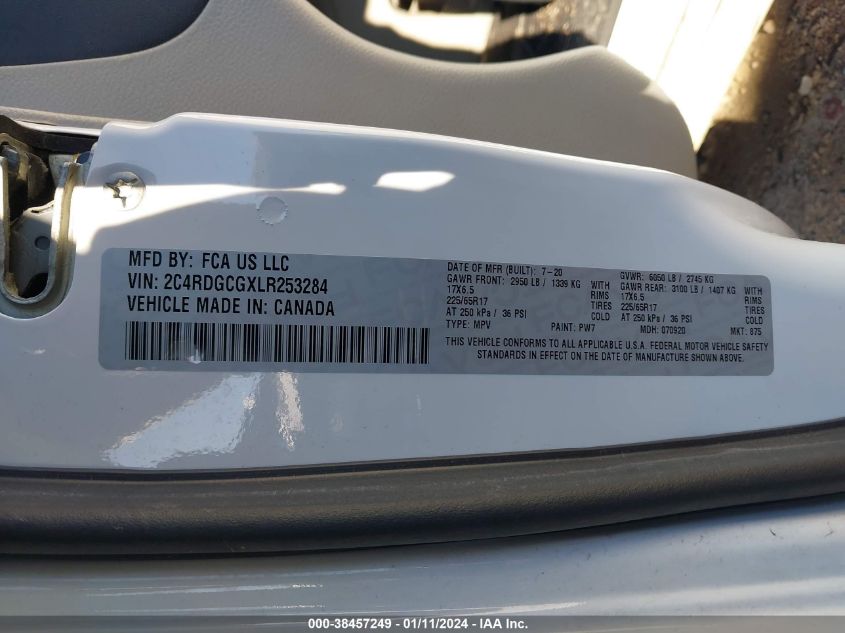 MFD BY: FCA US LLC
VIN: 2C4RDGCGXLR253284
VEHICLE MADE IN: CANADA
DATE OF MFR (BUILT): 7-20
GAWR FRONT: 2950 LB / 1339 KG WITH
17X6.5 RIMS
225/65R17 TIRES
AT 250 kPa / 36 PSI COLD
TYPE: MPV PAINT: PW7
GVWR: 6050 LB / 2745 KG
GAWR REAR: 3100 LB / 1407 KG WITH
17X6.5 RIMS
225/65R17 TIRES
AT 250 kPa / 36 PSI COLD
MDH: 070920 MKT: 875
THIS VEHICLE CONFORMS TO ALL APPLICABLE U.S.A. FEDERAL MOTOR VEHICLE SAFETY
STANDARDS IN EFFECT ON THE DATE OF MANUFACTURE SHOWN ABOVE.
000-38457249 - 01/11/2024 - IAA Inc.